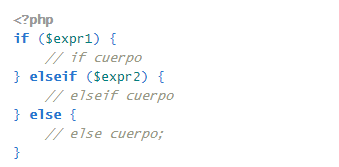 <?php
if ($expr1) {
    // if cuerpo
} elseif ($expr2) {
    // elseif cuerpo
} else {
    // else cuerpo;
}